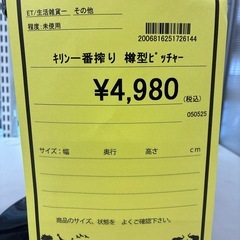 ET/生活雑貨一 その他
程度:未使用
2006816251726144
ｷﾘﾝ一番搾り 樽型ﾋﾟｯﾁｬｰ
¥4,980(税込)
050525
サイズ:幅 奥行 高さ cm
商品のサイズ、状態を よくご確認下さい。